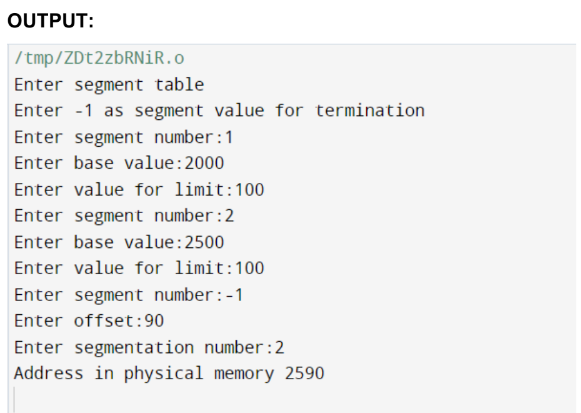 OUTPUT:
/tmp/ZDt2zbRNiR.o
Enter segment table
Enter -1 as segment value for termination
Enter segment number:1
Enter base value:2000
Enter value for limit:100
Enter segment number:2
Enter base value:2500
Enter value for limit:100
Enter segment number:-1
Enter offset:90
Enter segmentation number:2
Address in physical memory 2590